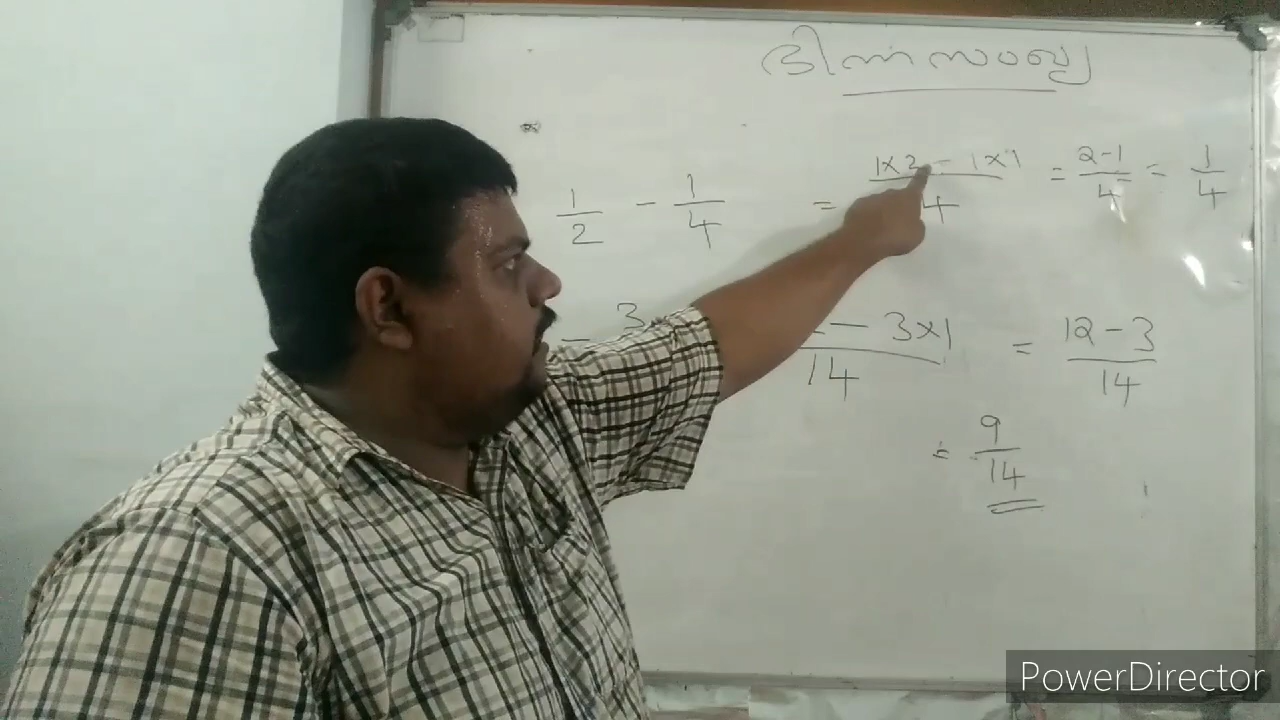 ഭിന്നസംഖ്യ
1/2 - 1/4 = (1×2 - 1×1)/4 = (2-1)/4 = 1/4
- 3 - 3×1/14 = (12-3)/14
= 9/14
PowerDirector